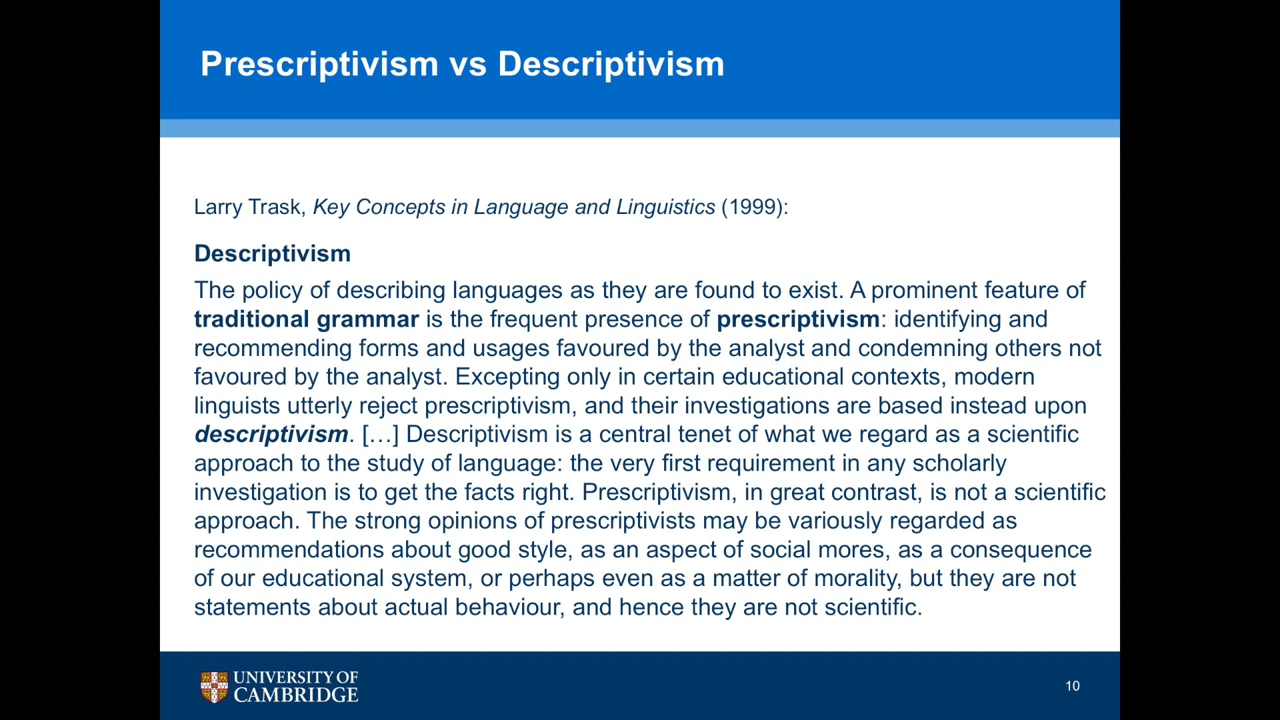 Prescriptivism vs Descriptivism
Larry Trask, Key Concepts in Language and Linguistics (1999):
Descriptivism
The policy of describing languages as they are found to exist. A prominent feature of
traditional grammar is the frequent presence of prescriptivism: identifying and
recommending forms and usages favoured by the analyst and condemning others not
favoured by the analyst. Excepting only in certain educational contexts, modern
linguists utterly reject prescriptivism, and their investigations are based instead upon
descriptivism. […] Descriptivism is a central tenet of what we regard as a scientific
approach to the study of language: the very first requirement in any scholarly
investigation is to get the facts right. Prescriptivism, in great contrast, is not a scientific
approach. The strong opinions of prescriptivists may be variously regarded as
recommendations about good style, as an aspect of social mores, as a consequence
of our educational system, or perhaps even as a matter of morality, but they are not
statements about actual behaviour, and hence they are not scientific.
UNIVERSITY OF
CAMBRIDGE
10